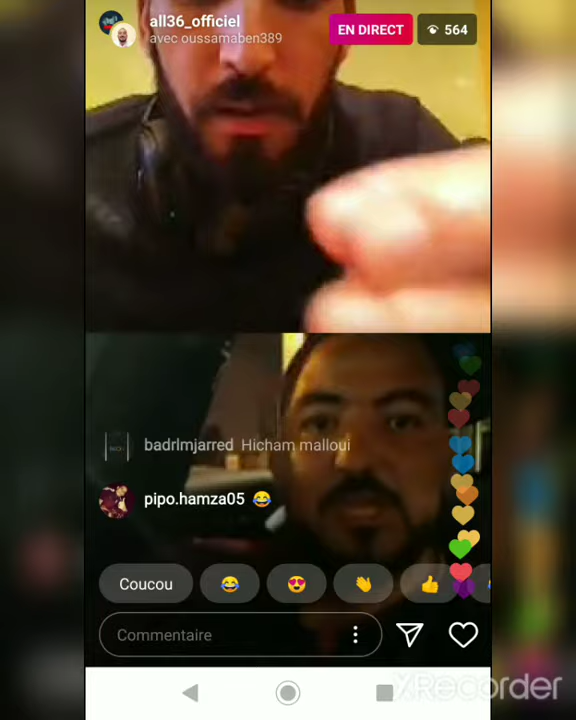 all36_officiel
avec oussamaben389
EN DIRECT
564
badrlmjarred Hicham malloui
pipo.hamza05 😂
Coucou
Commentaire
XRecorder